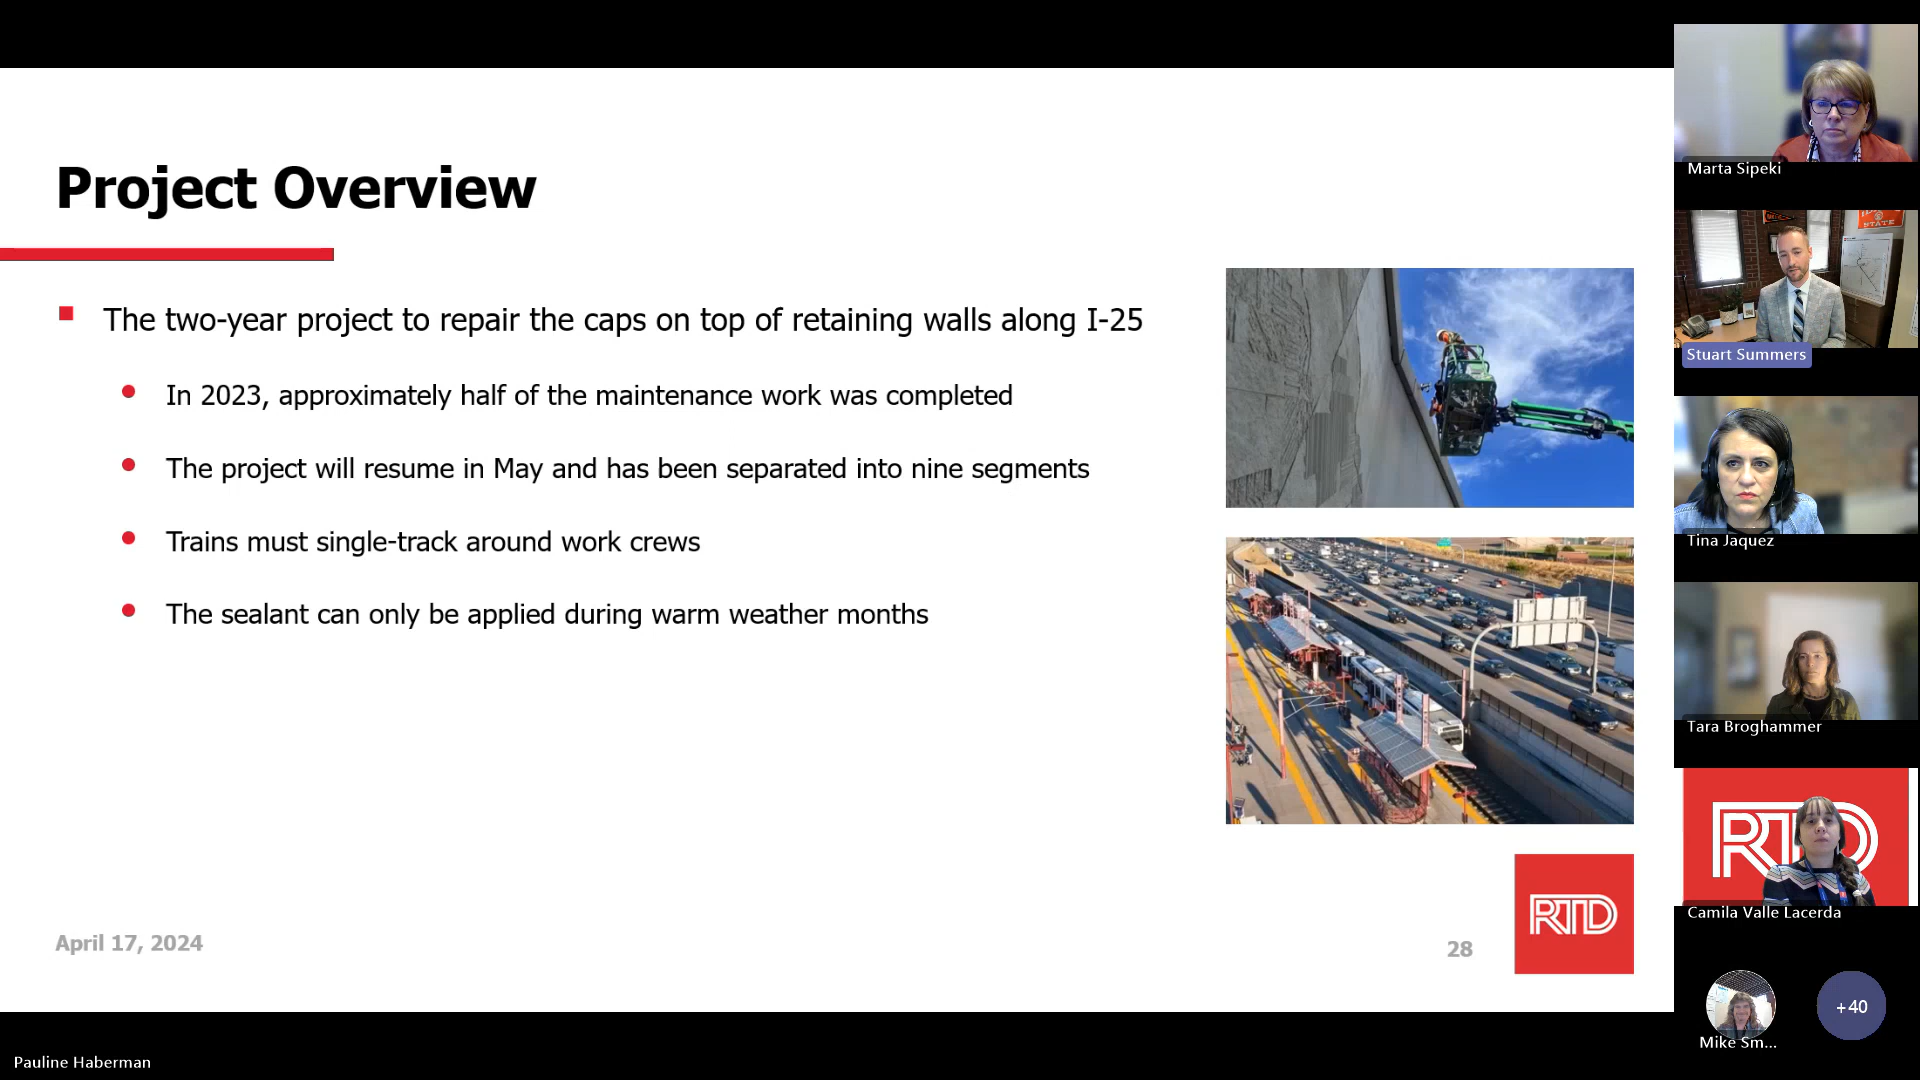 Project Overview
The two-year project to repair the caps on top of retaining walls along I-25
In 2023, approximately half of the maintenance work was completed
The project will resume in May and has been separated into nine segments
Trains must single-track around work crews
The sealant can only be applied during warm weather months
April 17, 2024
28
RTD
Marta Sipeki
STATE
Stuart Summers
Tina Jaquez
Tara Broghammer
RTD
Camila Valle Lacerda
Mike Sm...
+40
Pauline Haberman